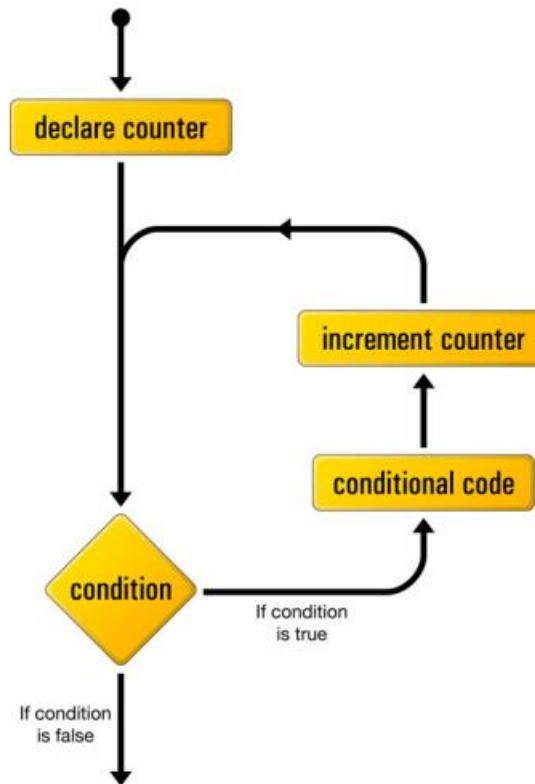 declare counter
increment counter
conditional code
condition
If condition
is true
If condition
is false